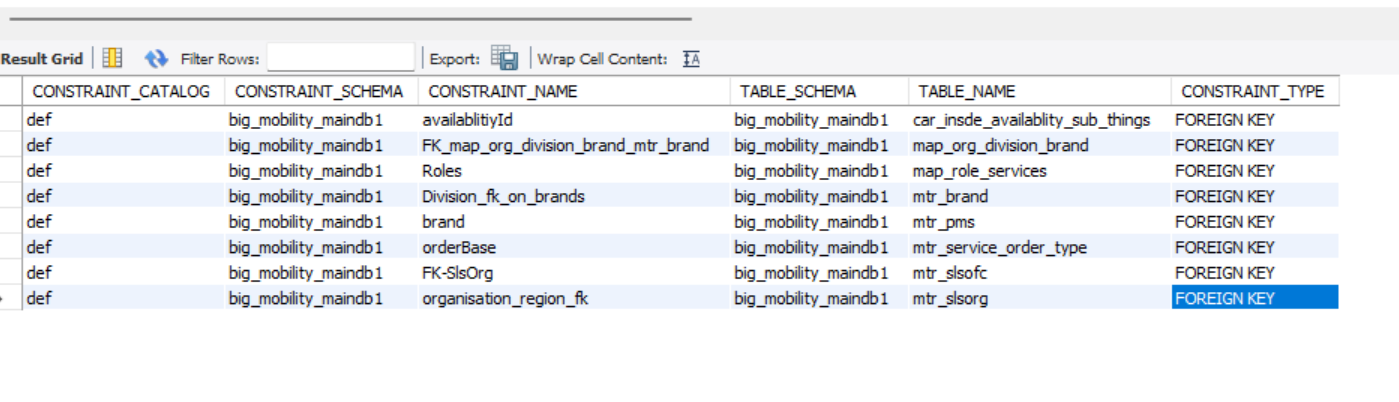 Result Grid Filter Rows: Export: Wrap Cell Content: IA
CONSTRAINT_CATALOG CONSTRAINT_SCHEMA CONSTRAINT_NAME TABLE_SCHEMA TABLE_NAME CONSTRAINT_TYPE
def big_mobility_maindb1 availablitiyId big_mobility_maindb1 car_insde_availablity_sub_things FOREIGN KEY
def big_mobility_maindb1 FK_map_org_division_brand_mtr_brand big_mobility_maindb1 map_org_division_brand FOREIGN KEY
def big_mobility_maindb1 Roles big_mobility_maindb1 map_role_services FOREIGN KEY
def big_mobility_maindb1 Division_fk_on_brands big_mobility_maindb1 mtr_brand FOREIGN KEY
def big_mobility_maindb1 brand big_mobility_maindb1 mtr_pms FOREIGN KEY
def big_mobility_maindb1 orderBase big_mobility_maindb1 mtr_service_order_type FOREIGN KEY
def big_mobility_maindb1 FK-SlsOrg big_mobility_maindb1 mtr_slsofc FOREIGN KEY
def big_mobility_maindb1 organisation_region_fk big_mobility_maindb1 mtr_slsorg FOREIGN KEY